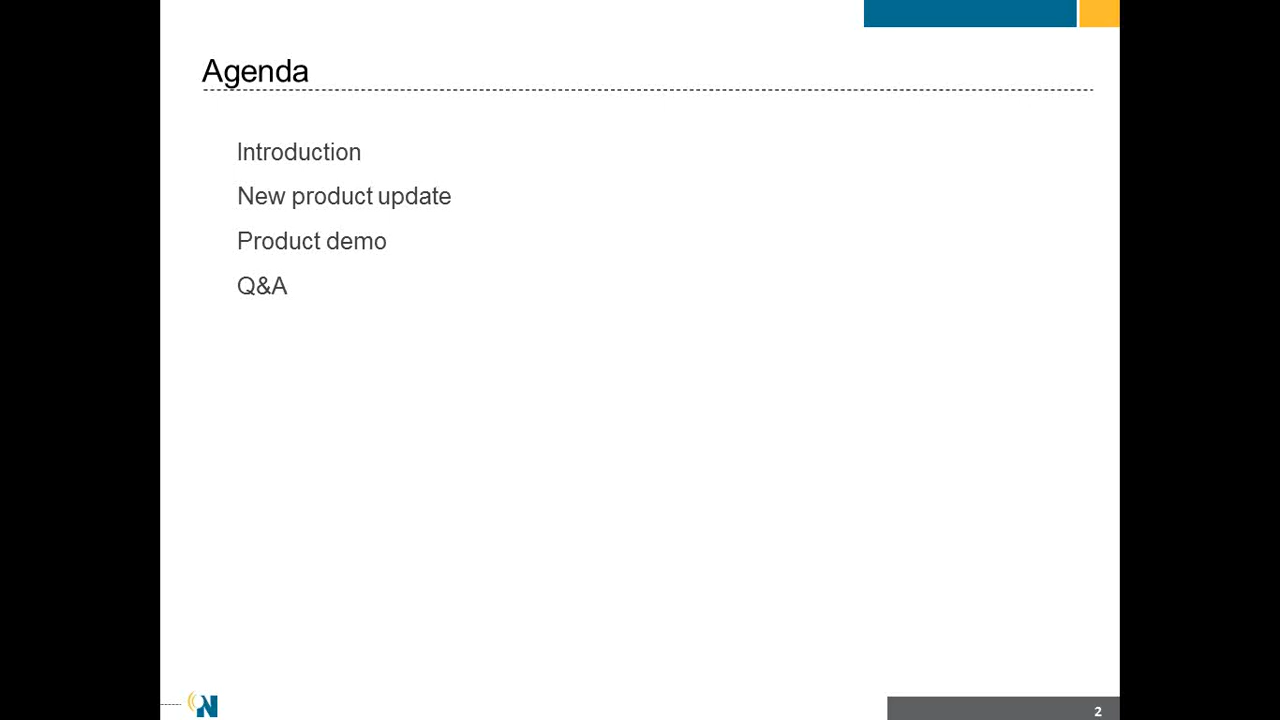 Agenda
Introduction
New product update
Product demo
Q&A
N
2